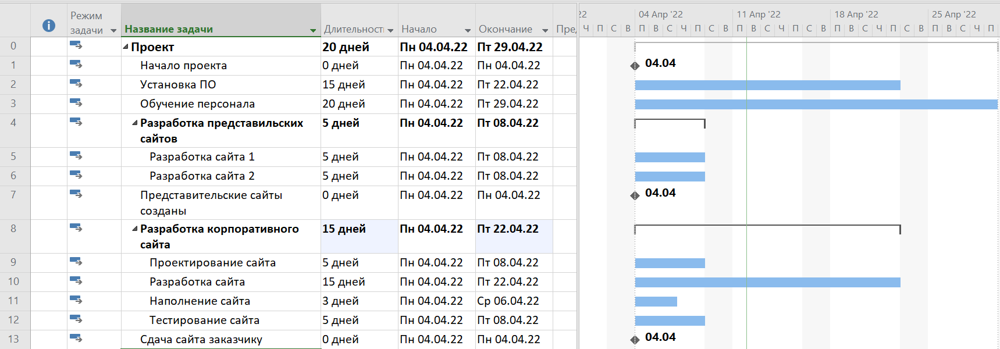 Режим задачи Название задачи Длительност Начало Окончание Пред
22 04 Апр '22 11 Апр '22 18 Апр '22 25 Апр '22
Ч П С В П В С Ч П С В П В С Ч П С В П В С Ч П С В П В С Ч П
0 Проект 20 дней Пн 04.04.22 Пт 29.04.22
1 Начало проекта 0 дней Пн 04.04.22 Пн 04.04.22 04.04
2 Установка ПО 15 дней Пн 04.04.22 Пт 22.04.22
3 Обучение персонала 20 дней Пн 04.04.22 Пт 29.04.22
4 Разработка представильских 5 дней Пн 04.04.22 Пт 08.04.22
сайтов
5 Разработка сайта 1 5 дней Пн 04.04.22 Пт 08.04.22
6 Разработка сайта 2 5 дней Пн 04.04.22 Пт 08.04.22
7 Представительские сайты 0 дней Пн 04.04.22 Пн 04.04.22 04.04
созданы
8 Разработка корпоративного 15 дней Пн 04.04.22 Пт 22.04.22
сайта
9 Проектирование сайта 5 дней Пн 04.04.22 Пт 08.04.22
10 Разработка сайта 15 дней Пн 04.04.22 Пт 22.04.22
11 Наполнение сайта 3 дней Пн 04.04.22 Ср 06.04.22
12 Тестирование сайта 5 дней Пн 04.04.22 Пт 08.04.22
13 Сдача сайта заказчику 0 дней Пн 04.04.22 Пн 04.04.22 04.04